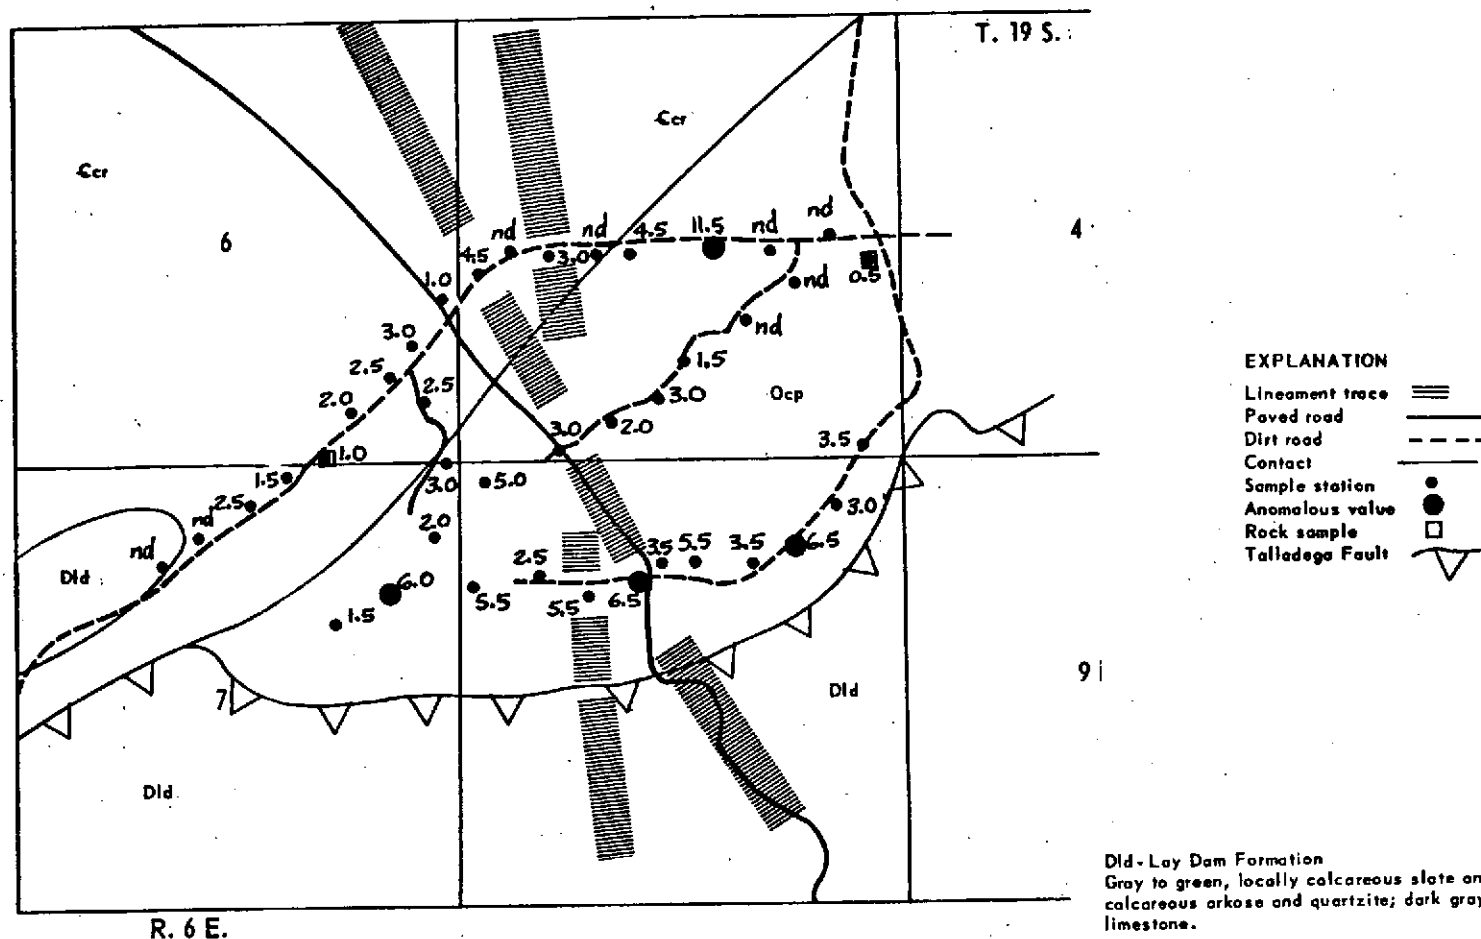 T. 19 S.
Ꞓcr
Ꞓcr
6
4
nd
nd
nd
4.5
11.5
nd
4.5
3.0
0.5
1.0
nd
nd
3.0
1.5
2.5
2.5
3.0
Ocp
2.0
2.0
3.0
3.5
1.0
3.0
5.0
1.5
2.5
3.0
nd
2.0
nd
2.5
3.5
5.5
3.5
6.5
Dld
6.0
5.5
5.5
6.5
1.5
7
Dld
9
Dld
R. 6 E.
EXPLANATION
Lineament trace
Paved road
Dirt road
Contact
Sample station
Anomalous value
Rock sample
Talladega Fault
Dld - Lay Dam Formation
Gray to green, locally calcareous slate an
calcareous arkose and quartzite; dark gray
limestone.